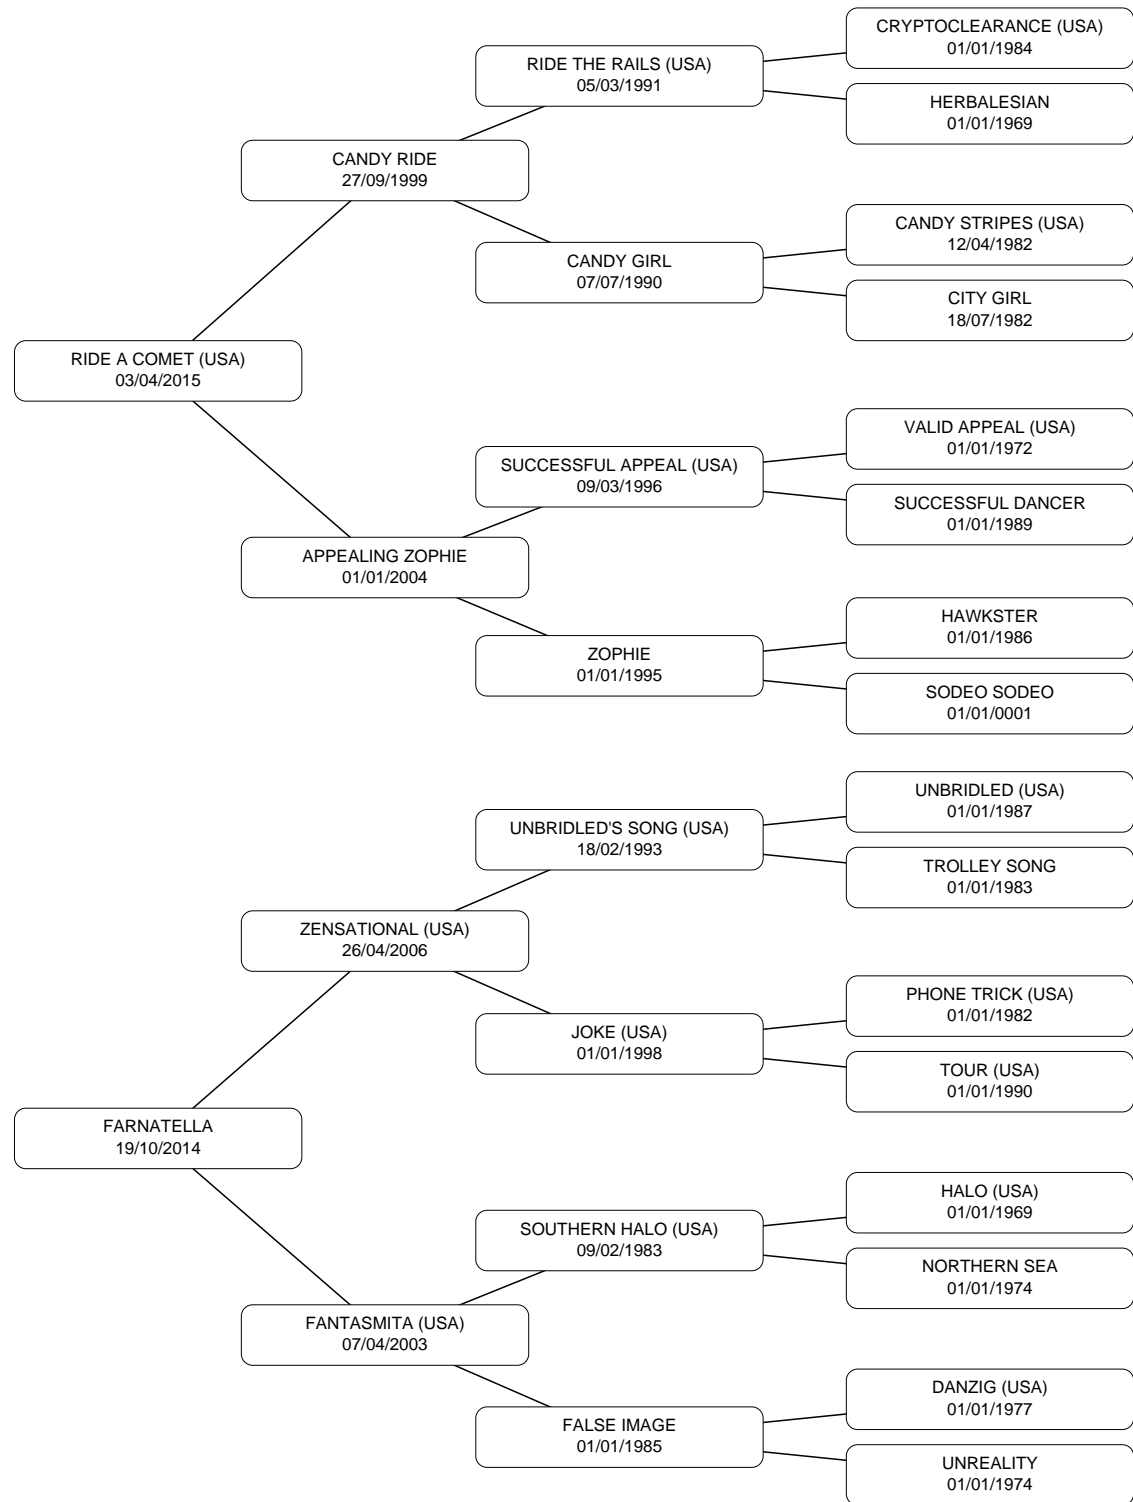 CRYPTOCLEARANCE (USA)
01/01/1984
RIDE THE RAILS (USA)
05/03/1991
HERBALESIAN
01/01/1969
CANDY RIDE
27/09/1999
CANDY STRIPES (USA)
12/04/1982
CANDY GIRL
07/07/1990
CITY GIRL
18/07/1982
RIDE A COMET (USA)
03/04/2015
VALID APPEAL (USA)
01/01/1972
SUCCESSFUL APPEAL (USA)
09/03/1996
SUCCESSFUL DANCER
01/01/1989
APPEALING ZOPHIE
01/01/2004
HAWKSTER
01/01/1986
ZOPHIE
01/01/1995
SODEO SODEO
01/01/0001
UNBRIDLED (USA)
01/01/1987
UNBRIDLED'S SONG (USA)
18/02/1993
TROLLEY SONG
01/01/1983
ZENSATIONAL (USA)
26/04/2006
PHONE TRICK (USA)
01/01/1982
JOKE (USA)
01/01/1998
TOUR (USA)
01/01/1990
FARNATELLA
19/10/2014
HALO (USA)
01/01/1969
SOUTHERN HALO (USA)
09/02/1983
NORTHERN SEA
01/01/1974
FANTASMITA (USA)
07/04/2003
DANZIG (USA)
01/01/1977
FALSE IMAGE
01/01/1985
UNREALITY
01/01/1974